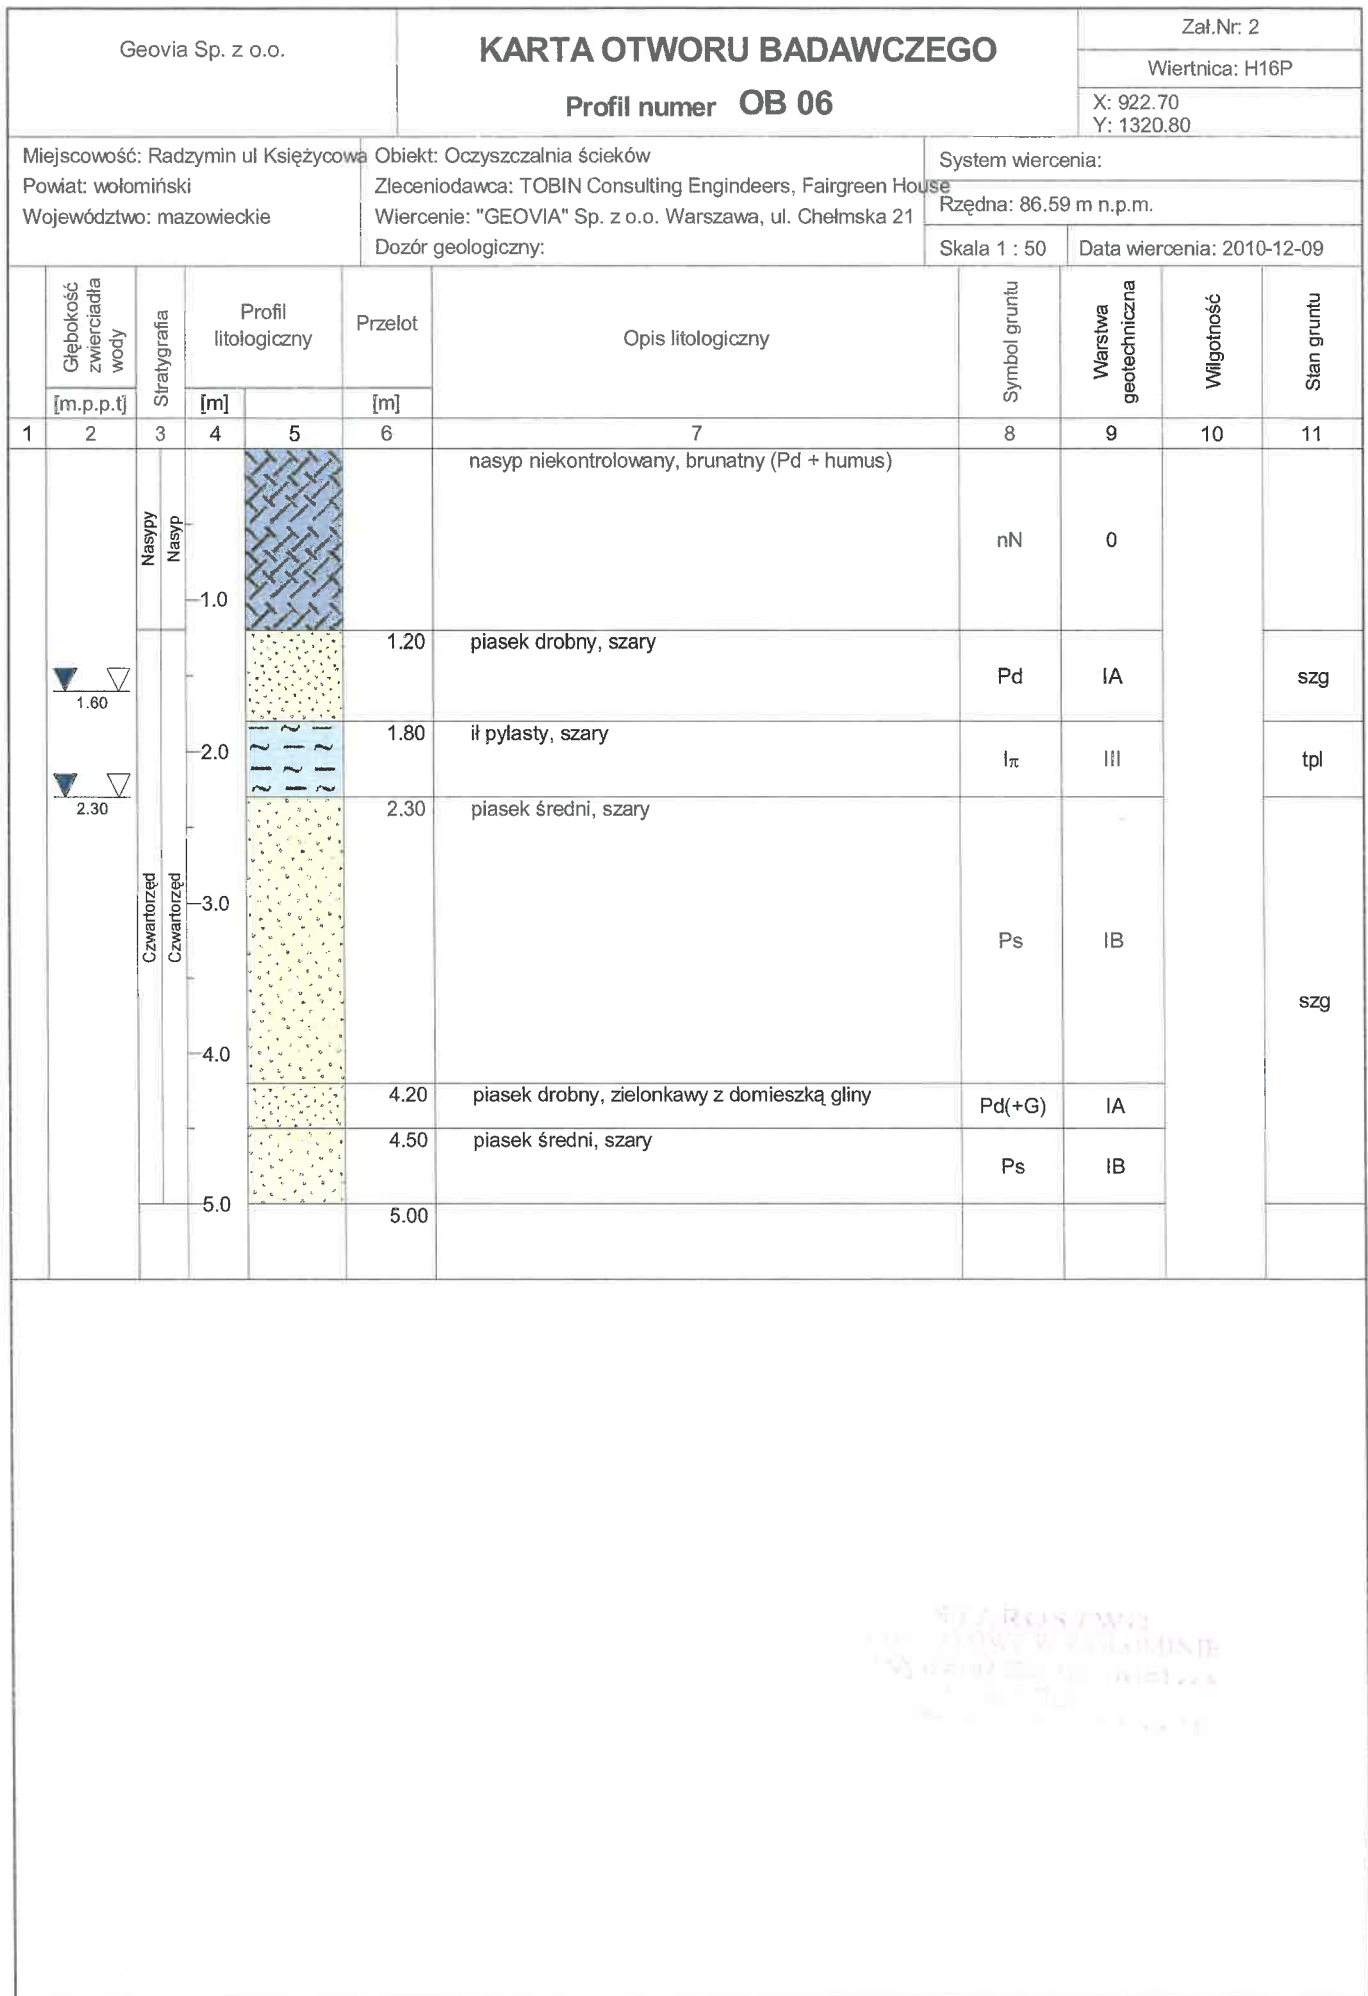 Geovia Sp. z o.o.
KARTA OTWORU BADAWCZEGO
Profil numer OB 06
Zał.Nr: 2
Wiertnica: H16P
X: 922.70
Y: 1320.80
Miejscowość: Radzymin ul Księżycowa
Powiat: wołomiński
Województwo: mazowieckie
Obiekt: Oczyszczalnia ścieków
Zleceniodawca: TOBIN Consulting Engindeers, Fairgreen House
Wiercenie: "GEOVIA" Sp. z o.o. Warszawa, ul. Chełmska 21
Dozór geologiczny:
System wiercenia:
Rzędna: 86.59 m n.p.m.
Skala 1 : 50
Data wiercenia: 2010-12-09
Głębokość
zwierciadła
wody
[m.p.p.t]
Stratygrafia
Profil
litologiczny
[m]
Przelot
[m]
Opis litologiczny
Symbol gruntu
Warstwa
geotechniczna
Wilgotność
Stan gruntu
1 2 3 4 5 6 7 8 9 10 11
nasyp niekontrolowany, brunatny (Pd + humus)
Nasypy
Nasyp
nN 0
1.0
1.20 piasek drobny, szary
Pd IA szg
1.60
1.80 ił pylasty, szary
2.0
Iπ III tpl
2.30
2.30 piasek średni, szary
Czwartorzęd
Czwartorzęd
3.0
Ps IB
szg
4.0
4.20 piasek drobny, zielonkawy z domieszką gliny
Pd(+G) IA
4.50 piasek średni, szary
Ps IB
5.0
5.00